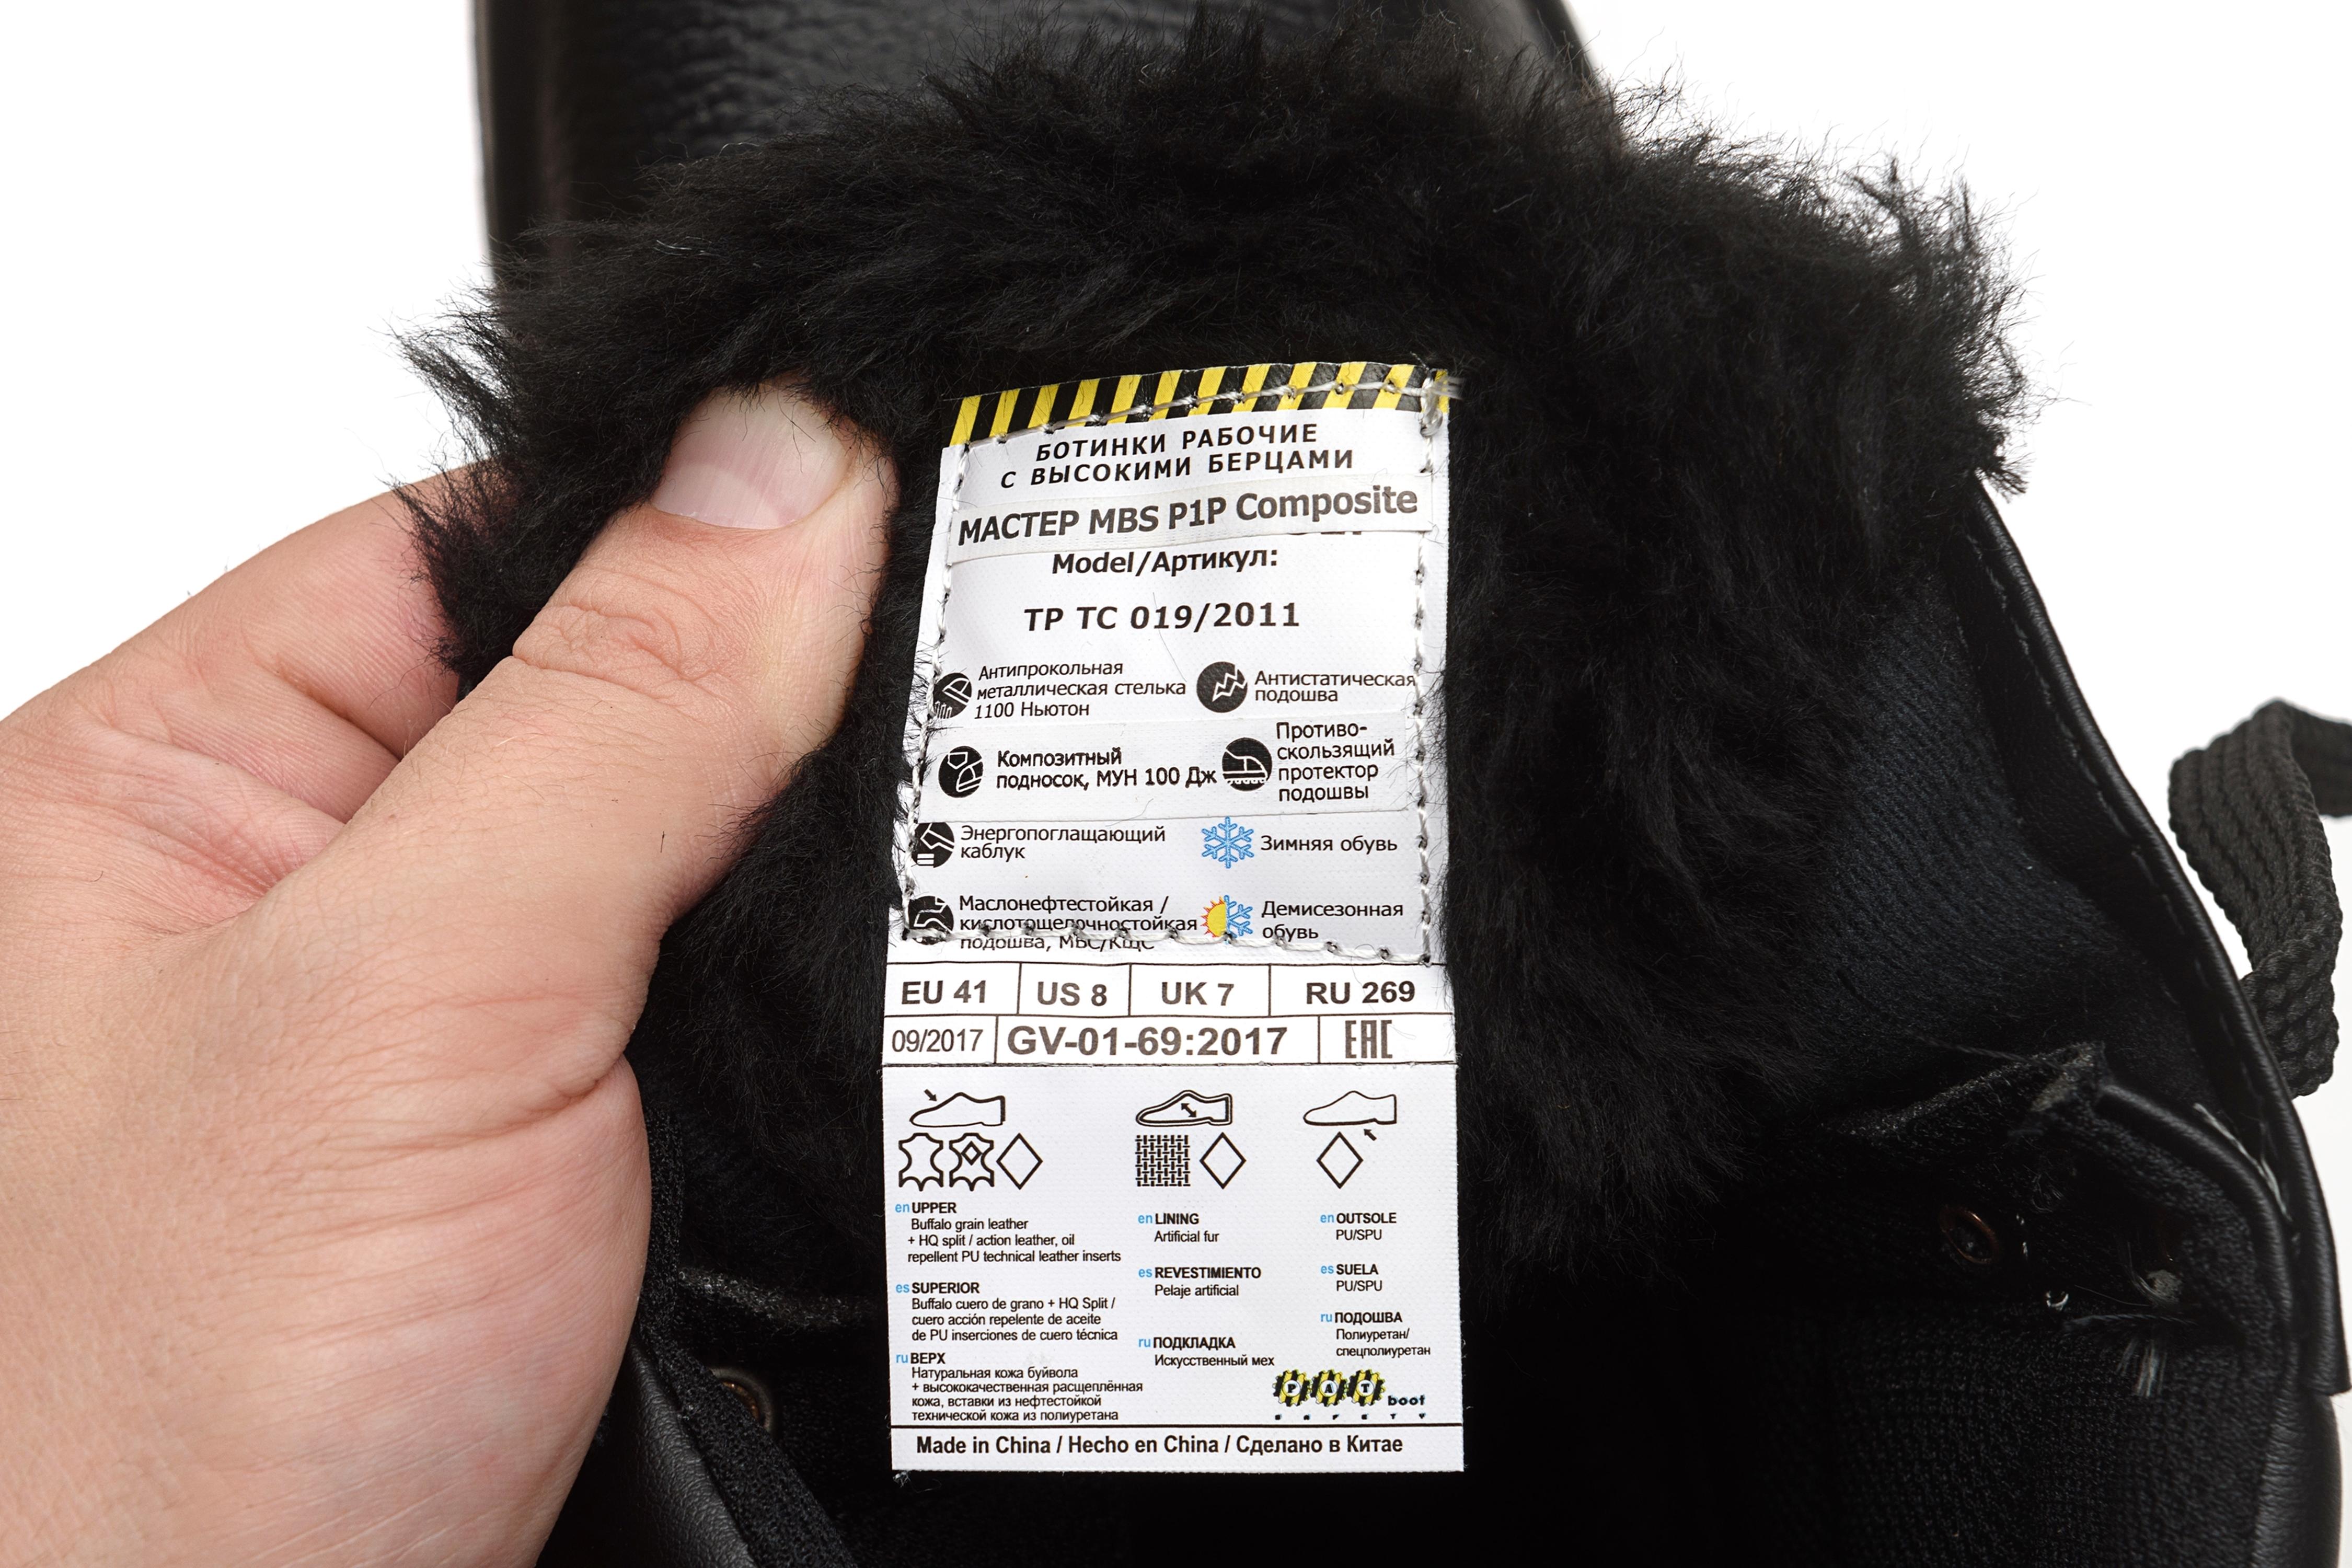 БОТИНКИ РАБОЧИЕ
С ВЫСОКИМИ БЕРЦАМИ
МАСТЕР MBS P1P Composite
Model/Артикул:
ТР ТС 019/2011
Антипрокольная
металлическая стелька
1100 Ньютон
Антистатическая
подошва
Композитный
подносок, МУН 100 Дж
Противо-
скользящий
протектор
подошвы
Энергопоглащающий
каблук
Зимняя обувь
Маслонефтестойкая /
кислотощелочностойкая
подошва, МБС/КЩС
Демисезонная
обувь
EU 41 US 8 UK 7 RU 269
09/2017 GV-01-69:2017 EAC
en UPPER
Buffalo grain leather
+ HQ split / action leather, oil
repellent PU technical leather inserts
es SUPERIOR
Buffalo cuero de grano + HQ Split /
cuero acción repelente de aceite
de PU inserciones de cuero técnica
ru ВЕРХ
Натуральная кожа буйвола
+ высококачественная расщеплённая
кожа, вставки из нефтестойкой
технической кожа из полиуретана
en LINING
Artificial fur
es REVESTIMIENTO
Pelaje artificial
ru ПОДКЛАДКА
Искусственный мех
en OUTSOLE
PU/SPU
es SUELA
PU/SPU
ru ПОДОШВА
Полиуретан/
спецполиуретан
PAT boot
SAFETY
Made in China / Hecho en China / Сделано в Китае